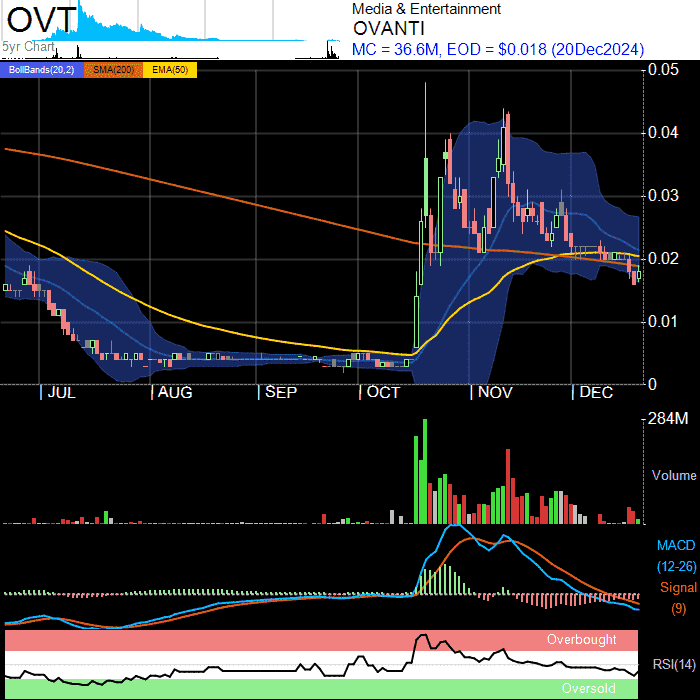 OVT
Media & Entertainment
OVANTI
5yr Chart
MC = 36.6M, EOD = $0.018 (20Dec2024)
BollBands(20,2) SMA(200) EMA(50)
0.05
0.04
0.03
0.02
0.01
0
JUL AUG SEP OCT NOV DEC
284M
Volume
MACD
(12-26)
Signal
(9)
Overbought
RSI(14)
Oversold